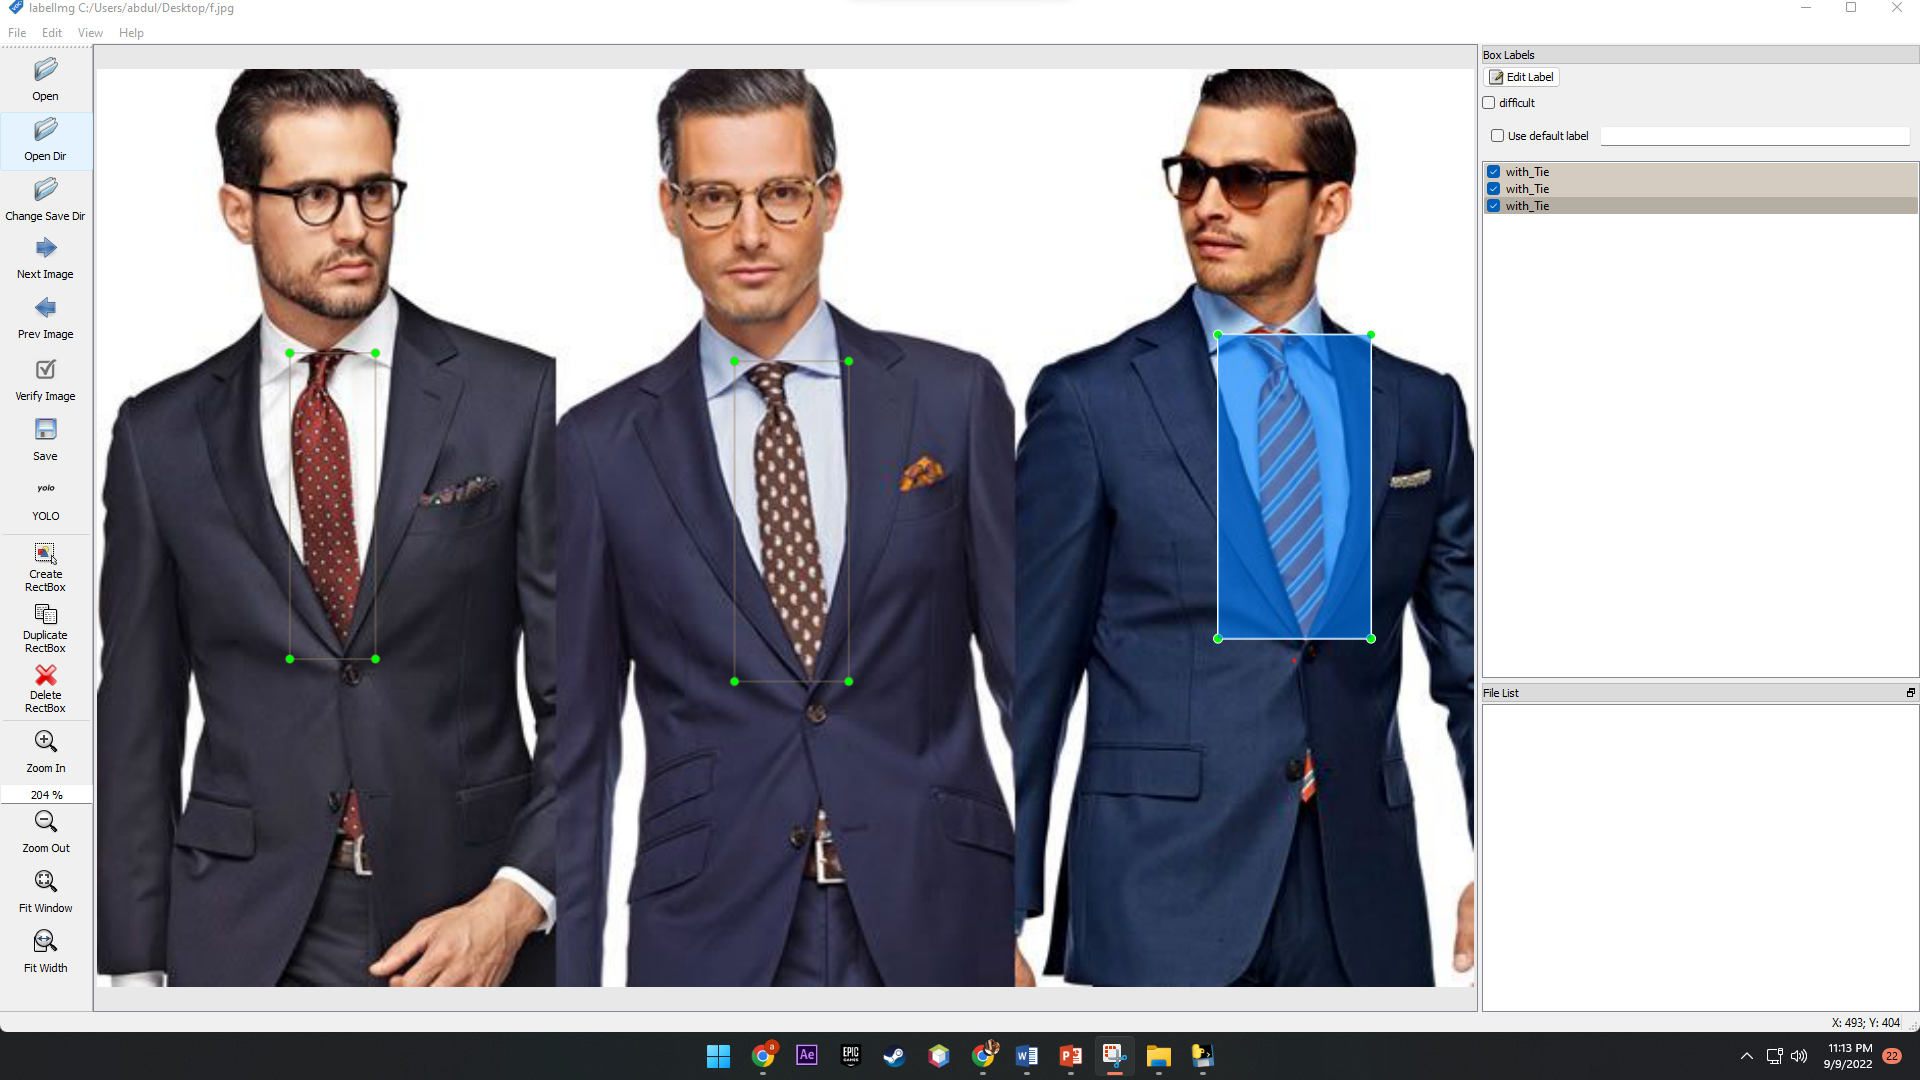 labelImg C:/Users/abdul/Desktop/f.jpg
File Edit View Help
Open
Open Dir
Change Save Dir
Next Image
Prev Image
Verify Image
Save
yolo
YOLO
Create
RectBox
Duplicate
RectBox
Delete
RectBox
Zoom In
204 %
Zoom Out
Fit Window
Fit Width
Box Labels
Edit Label
difficult
Use default label
with_Tie
with_Tie
with_Tie
File List
X: 493; Y: 404
a
Ae
EPIC
GAMES
W
P
11:13 PM
9/9/2022
22